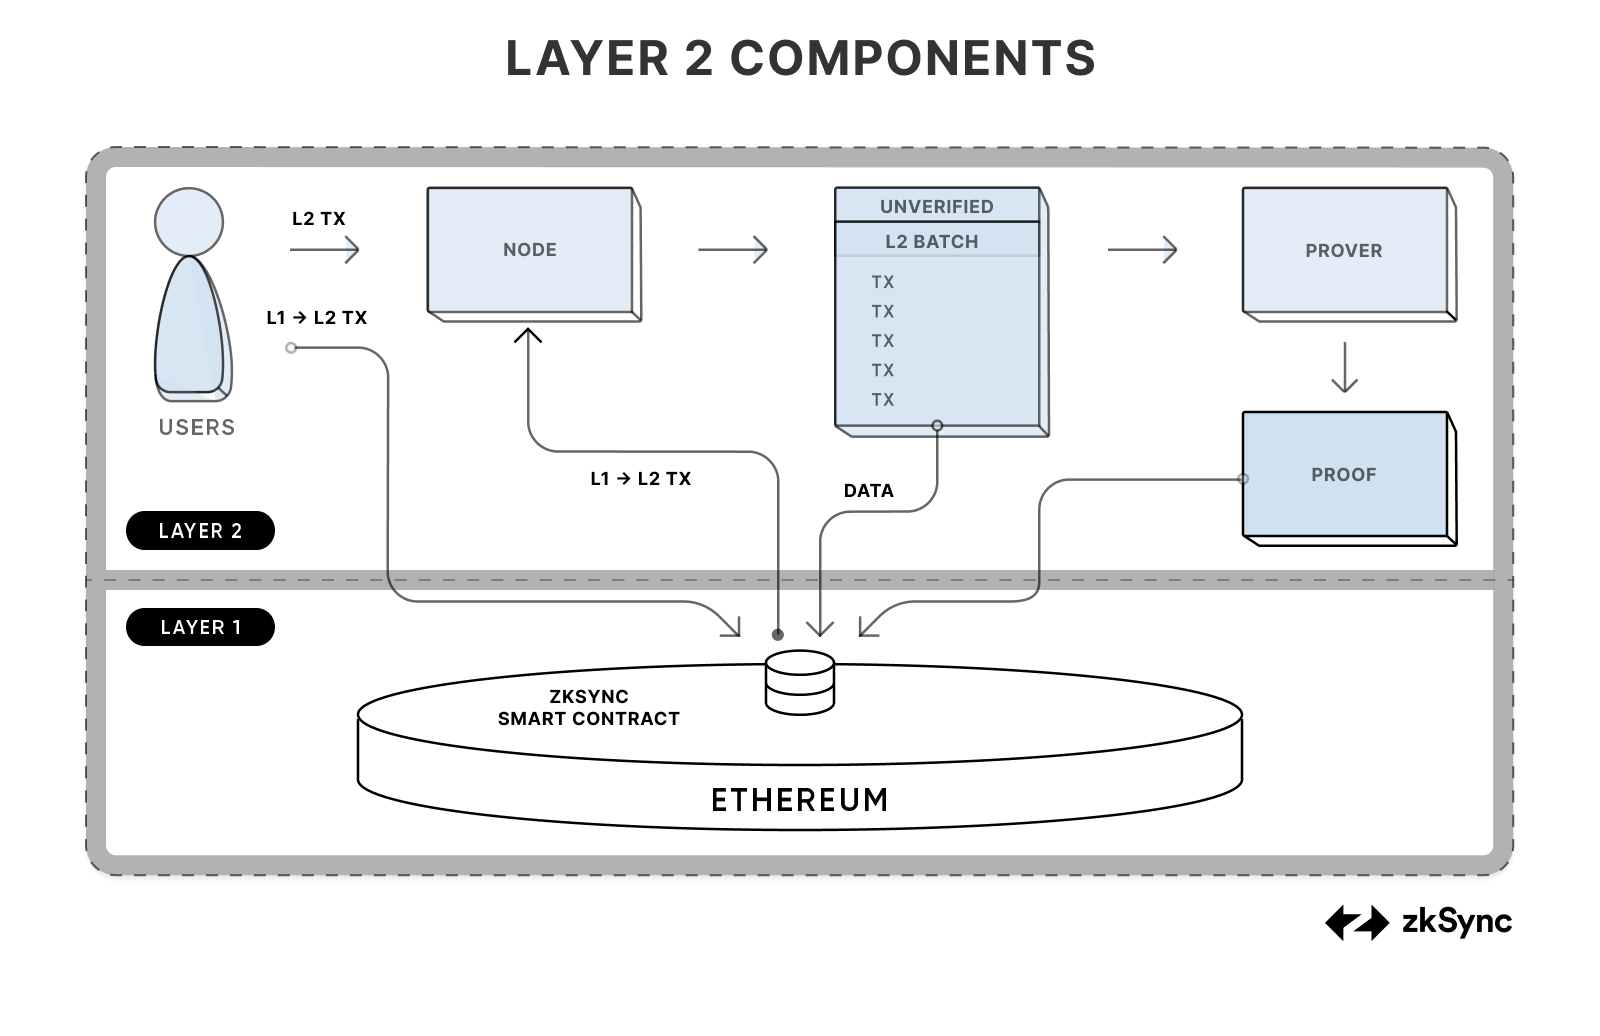 LAYER 2 COMPONENTS
L2 TX
NODE
UNVERIFIED
L2 BATCH
TX
TX
TX
TX
TX
PROVER
L1 → L2 TX
USERS
L1 → L2 TX
DATA
PROOF
LAYER 2
LAYER 1
ZKSYNC
SMART CONTRACT
ETHEREUM
zkSync